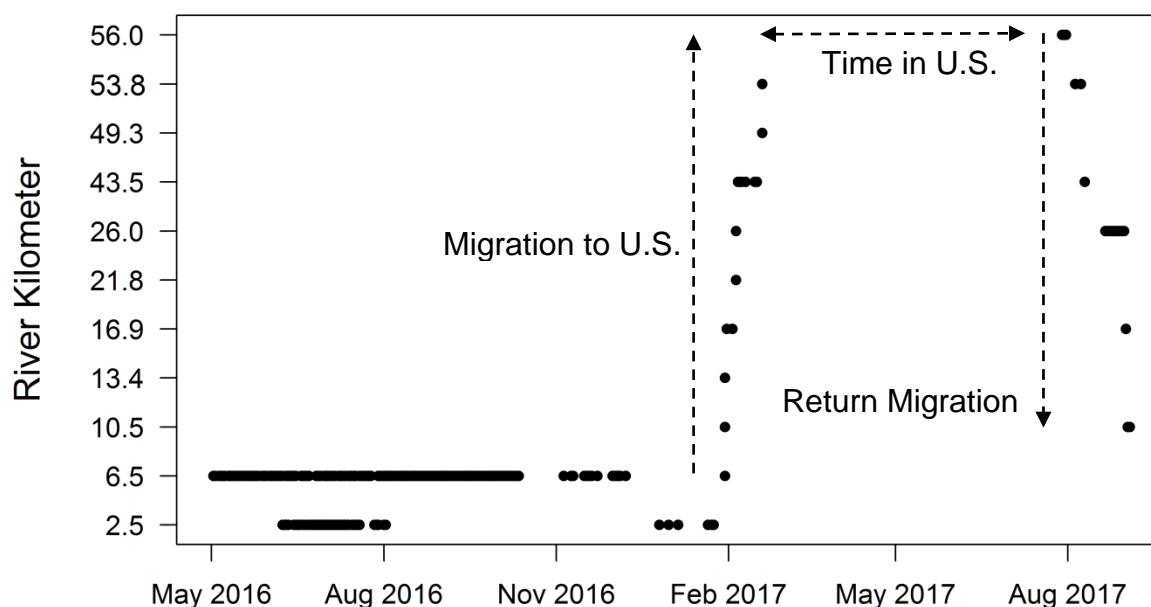 River Kilometer
56.0
53.8
49.3
43.5
26.0
21.8
16.9
13.4
10.5
6.5
2.5
Time in U.S.
Migration to U.S.
Return Migration
May 2016
Aug 2016
Nov 2016
Feb 2017
May 2017
Aug 2017